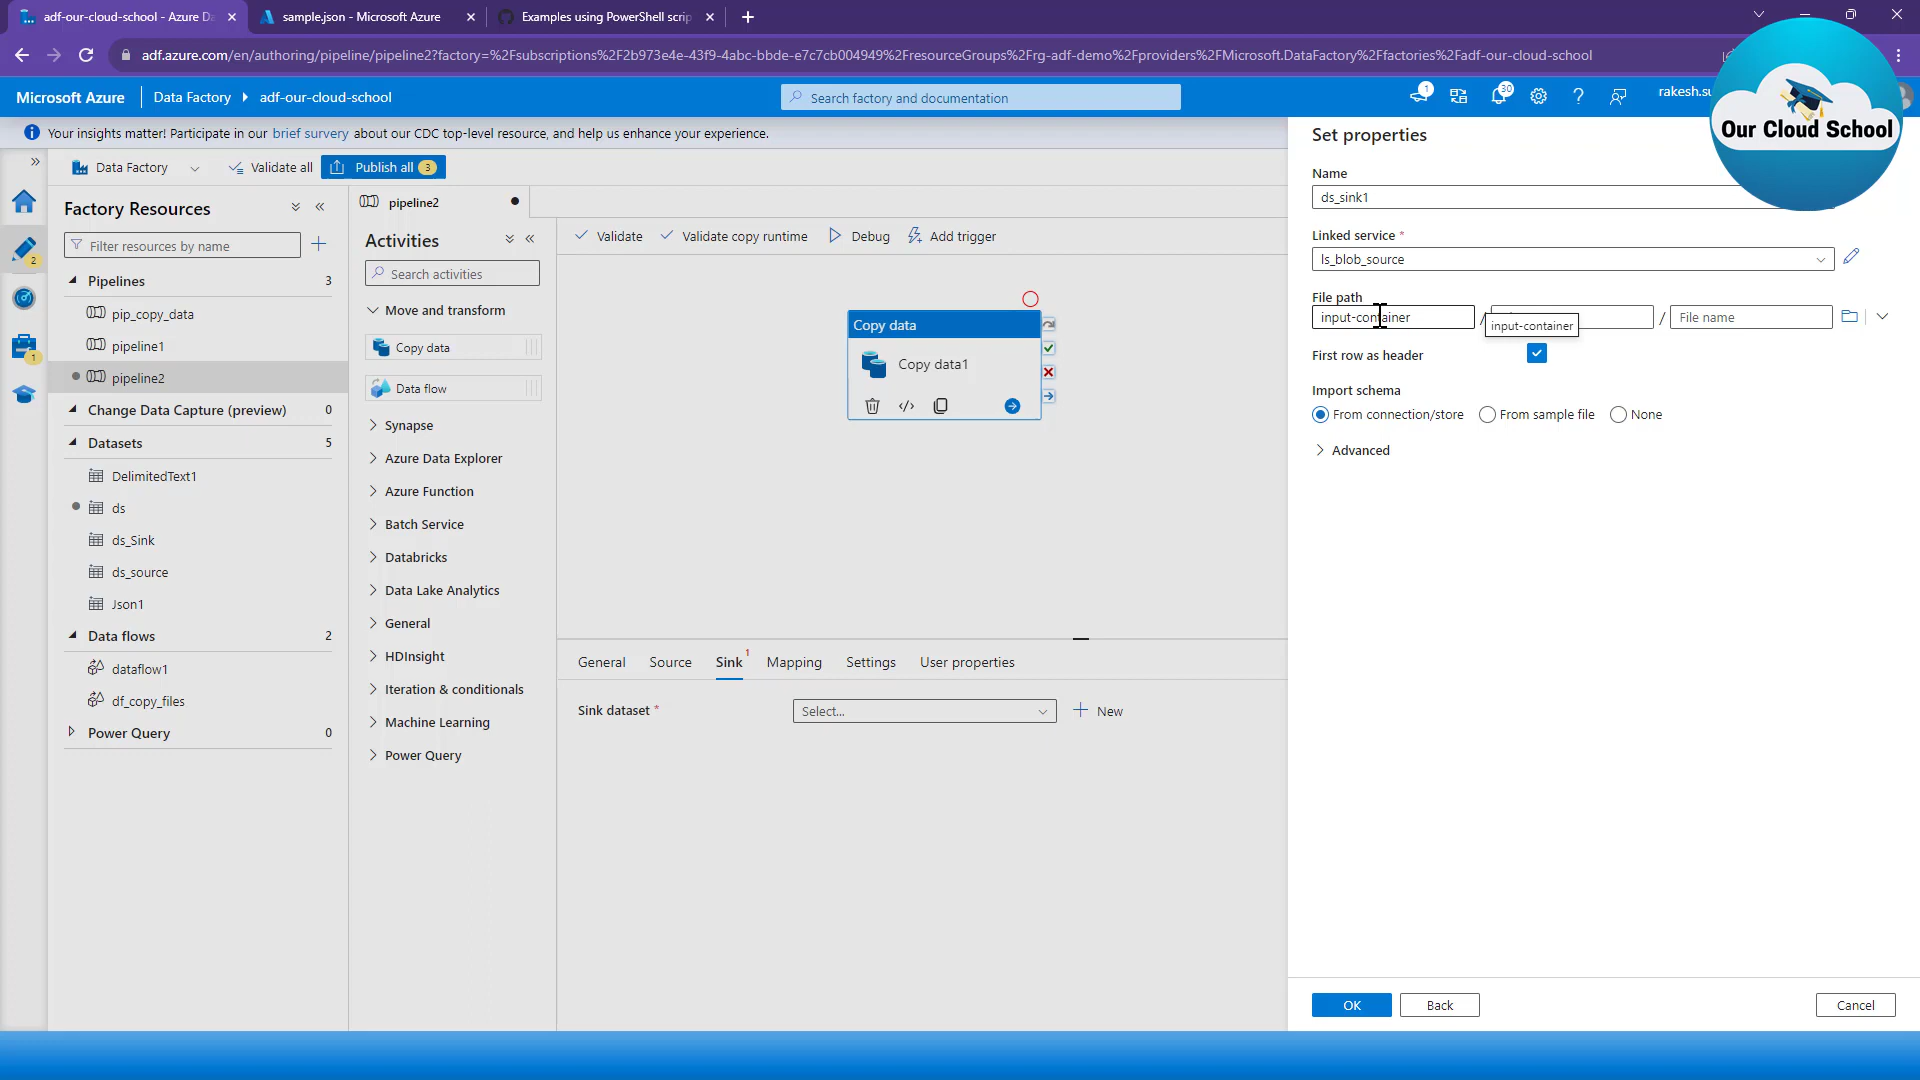 adf-our-cloud-school - Azure Da
sample.json - Microsoft Azure
Examples using PowerShell scrip
adf.azure.com/en/authoring/pipeline/pipeline2?factory=%2Fsubscriptions%2F2b973e4e-43f9-4abc-bbde-e7c7cb004949%2FresourceGroups%2Frg-adf-demo%2Fproviders%2FMicrosoft.DataFactory%2Ffactories%2Fadf-our-cloud-school
Microsoft Azure
Data Factory
adf-our-cloud-school
Search factory and documentation
1
30
rakesh.su
Our Cloud School
Your insights matter! Participate in our brief survey about our CDC top-level resource, and help us enhance your experience.
Data Factory
Validate all
Publish all 3
2
1
Factory Resources
Filter resources by name
Pipelines 3
pip_copy_data
pipeline1
pipeline2
Change Data Capture (preview) 0
Datasets 5
DelimitedText1
ds
ds_Sink
ds_source
Json1
Data flows 2
dataflow1
df_copy_files
Power Query 0
pipeline2
Activities
Search activities
Move and transform
Copy data
Data flow
Synapse
Azure Data Explorer
Azure Function
Batch Service
Databricks
Data Lake Analytics
General
HDInsight
Iteration & conditionals
Machine Learning
Power Query
Validate
Validate copy runtime
Debug
Add trigger
Copy data
Copy data1
General
Source
Sink 1
Mapping
Settings
User properties
Sink dataset *
Select...
New
Set properties
Name
ds_sink1
Linked service *
ls_blob_source
File path
input-container
/
/
File name
input-container
First row as header
Import schema
From connection/store
From sample file
None
Advanced
OK
Back
Cancel